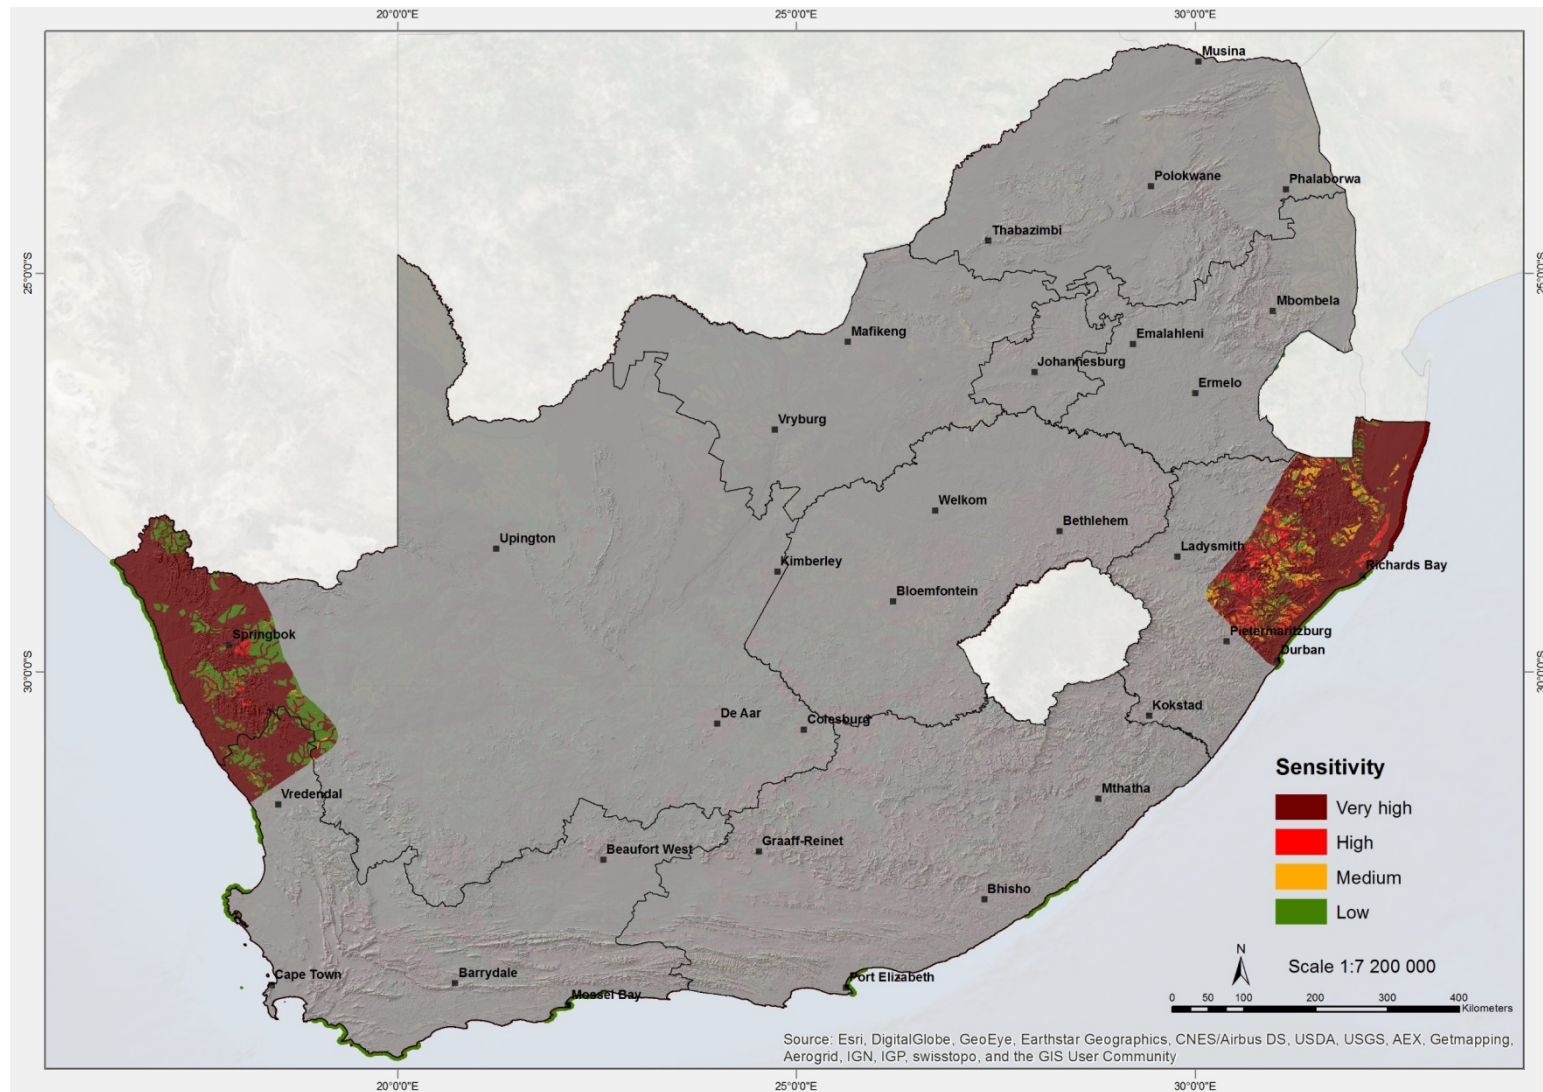 20°0'0"E 25°0'0"E 30°0'0"E
Musina
Polokwane
Phalaborwa
Thabazimbi
25°0'0"S
25°0'0"S
Mbombela
Mafikeng
Emalahleni
Johannesburg
Ermelo
Vryburg
Welkom
Bethlehem
Upington
Ladysmith
Kimberley
Richards Bay
Bloemfontein
Springbok
Pietermaritzburg
Durban
30°0'0"S
30°0'0"S
De Aar
Colesburg
Kokstad
Sensitivity
Vredendal
Mthatha
Very high
High
Beaufort West
Graaff-Reinet
Medium
Bhisho
Low
N
Scale 1:7 200 000
Cape Town
Barrydale
Port Elizabeth
Mossel Bay
0 50 100 200 300 400
Kilometers
Source: Esri, DigitalGlobe, GeoEye, Earthstar Geographics, CNES/Airbus DS, USDA, USGS, AEX, Getmapping,
Aerogrid, IGN, IGP, swisstopo, and the GIS User Community
20°0'0"E 25°0'0"E 30°0'0"E